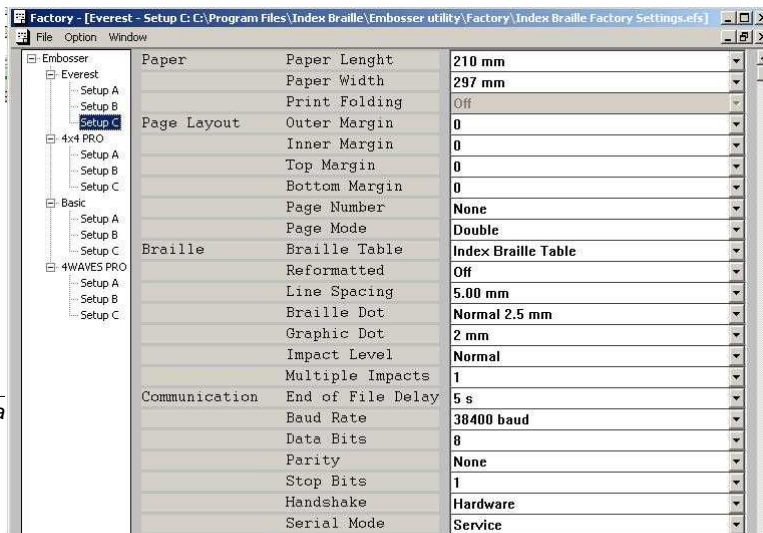 Factory - [Everest - Setup C: C:\Program Files\Index Braille\Embosser utility\Factory\Index Braille Factory Settings.efs]
File Option Window
Embosser
Everest
Setup A
Setup B
Setup C
4x4 PRO
Setup A
Setup B
Setup C
Basic
Setup A
Setup B
Setup C
4WAVES PRO
Setup A
Setup B
Setup C
Paper Paper Lenght 210 mm
Paper Width 297 mm
Print Folding Off
Page Layout Outer Margin 0
Inner Margin 0
Top Margin 0
Bottom Margin 0
Page Number None
Page Mode Double
Braille Braille Table Index Braille Table
Reformatted Off
Line Spacing 5.00 mm
Braille Dot Normal 2.5 mm
Graphic Dot 2 mm
Impact Level Normal
Multiple Impacts 1
Communication End of File Delay 5 s
Baud Rate 38400 baud
Data Bits 8
Parity None
Stop Bits 1
Handshake Hardware
Serial Mode Service
a